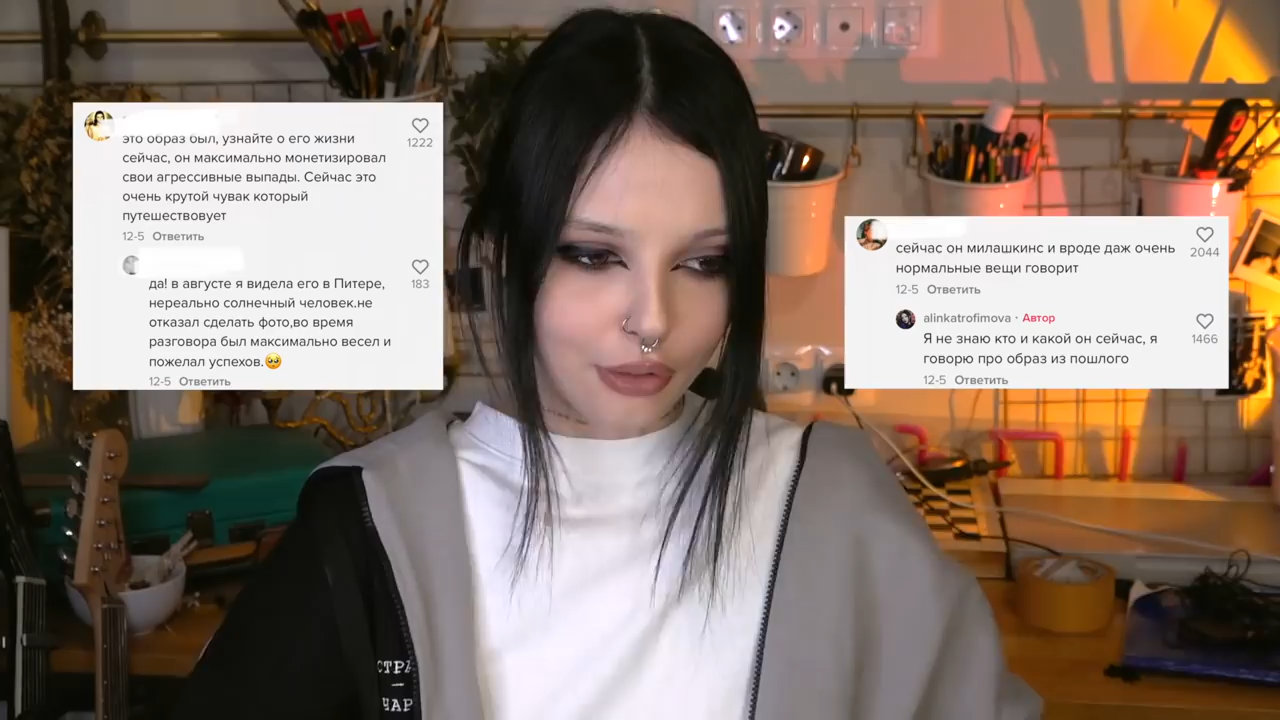 это образ был, узнайте о его жизни
сейчас, он максимально монетизировал
свои агрессивные выпады. Сейчас это
очень крутой чувак который
путешествовует
12-5 Ответить
1222
да! в августе я видела его в Питере,
нереально солнечный человек.не
отказал сделать фото,во время
разговора был максимально весел и
пожелал успехов.🥺
12-5 Ответить
183
сейчас он милашкинс и вроде даж очень
нормальные вещи говорит
12-5 Ответить
2044
alinkatrofimova · Автор
Я не знаю кто и какой он сейчас, я
говорю про образ из пошлого
12-5 Ответить
1466